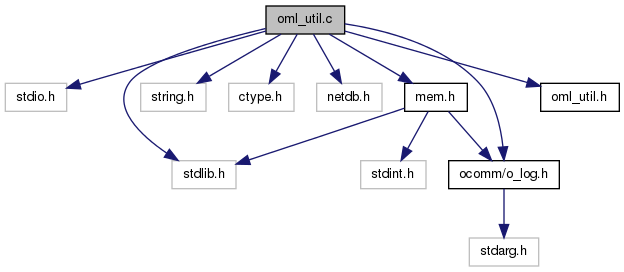 oml_util.c
stdio.h
string.h
ctype.h
netdb.h
mem.h
oml_util.h
stdlib.h
stdint.h
ocomm/o_log.h
stdarg.h